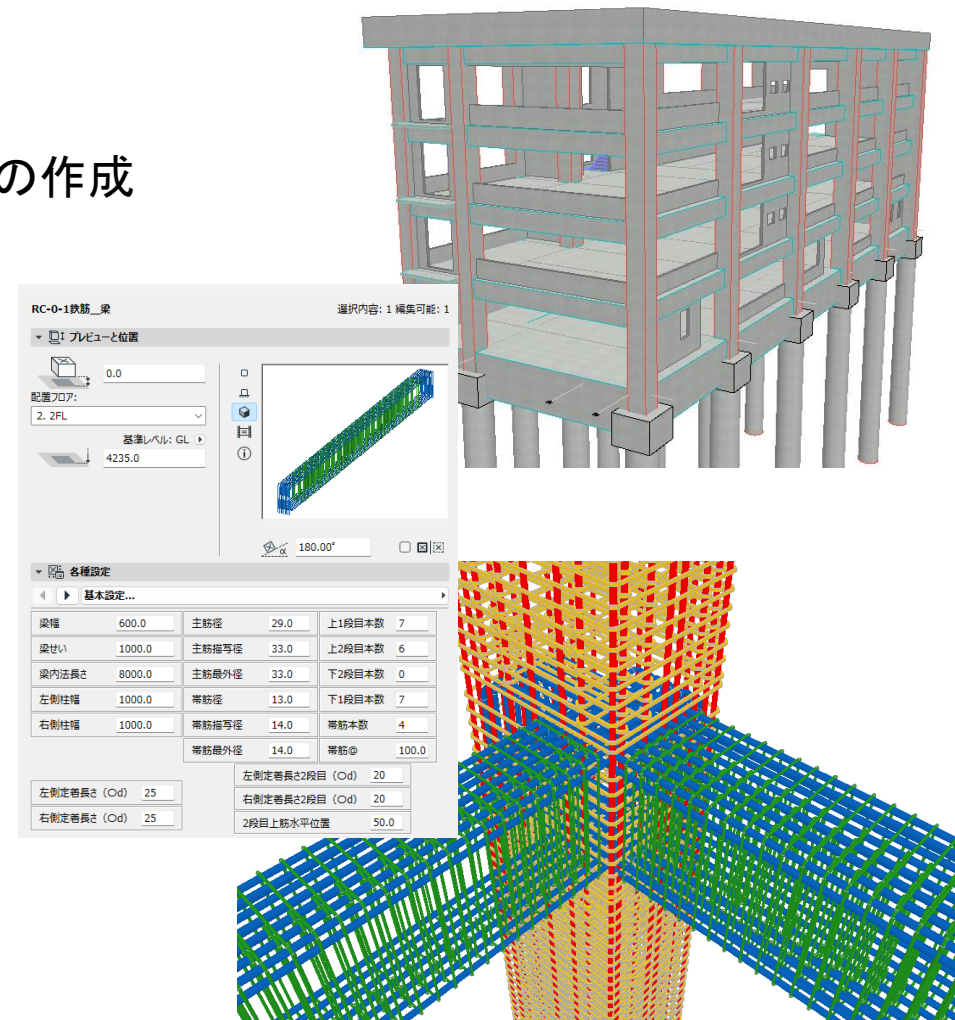 の作成
RC-0-1鉄筋__梁 選択内容: 1 編集可能: 1
プレビューと位置
0.0
配置フロア:
2. 2FL
基準レベル: GL
4235.0
α 180.00°
各種設定
基本設定...
梁幅 600.0 主筋径 29.0 上1段目本数 7
梁せい 1000.0 主筋描写径 33.0 上2段目本数 6
梁内法長さ 8000.0 主筋最外径 33.0 下2段目本数 0
左側柱幅 1000.0 帯筋径 13.0 下1段目本数 7
右側柱幅 1000.0 帯筋描写径 14.0 帯筋本数 4
帯筋最外径 14.0 帯筋@ 100.0
左側定着長さ2段目（Od） 20
左側定着長さ（Od） 25
右側定着長さ2段目（Od） 20
右側定着長さ（Od） 25
2段目上筋水平位置 50.0